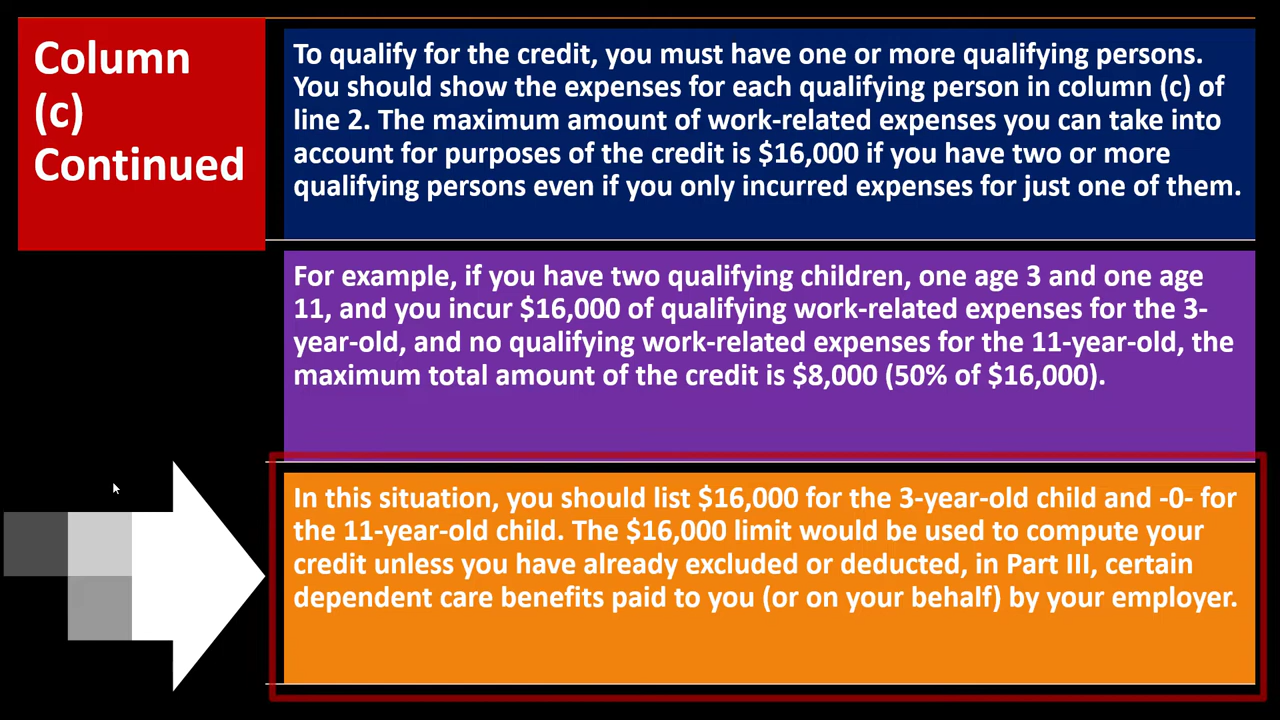 Column
(c)
Continued
To qualify for the credit, you must have one or more qualifying persons.
You should show the expenses for each qualifying person in column (c) of
line 2. The maximum amount of work-related expenses you can take into
account for purposes of the credit is $16,000 if you have two or more
qualifying persons even if you only incurred expenses for just one of them.
For example, if you have two qualifying children, one age 3 and one age
11, and you incur $16,000 of qualifying work-related expenses for the 3-
year-old, and no qualifying work-related expenses for the 11-year-old, the
maximum total amount of the credit is $8,000 (50% of $16,000).
In this situation, you should list $16,000 for the 3-year-old child and -0- for
the 11-year-old child. The $16,000 limit would be used to compute your
credit unless you have already excluded or deducted, in Part III, certain
dependent care benefits paid to you (or on your behalf) by your employer.